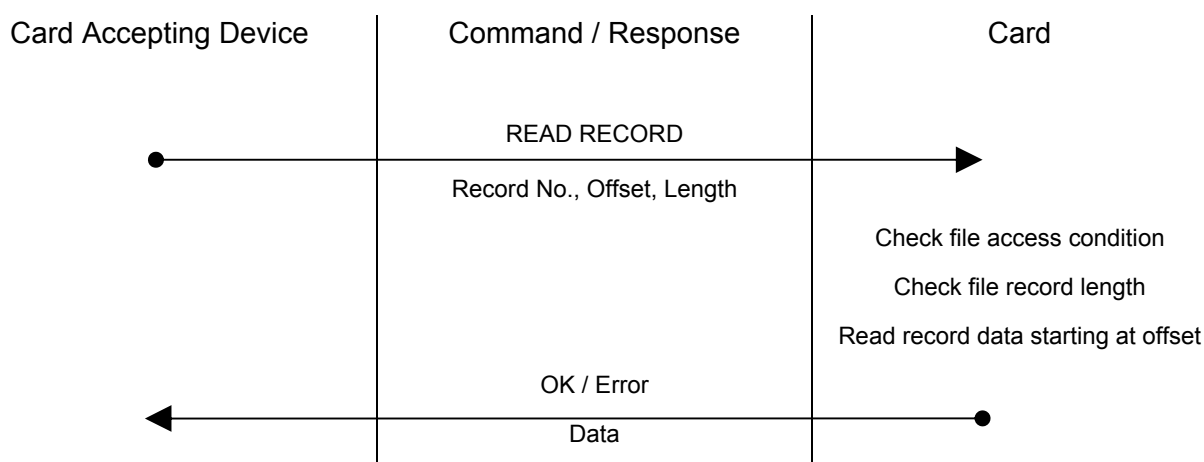 Card Accepting Device
Command / Response
Card
READ RECORD
Record No., Offset, Length
Check file access condition
Check file record length
Read record data starting at offset
OK / Error
Data